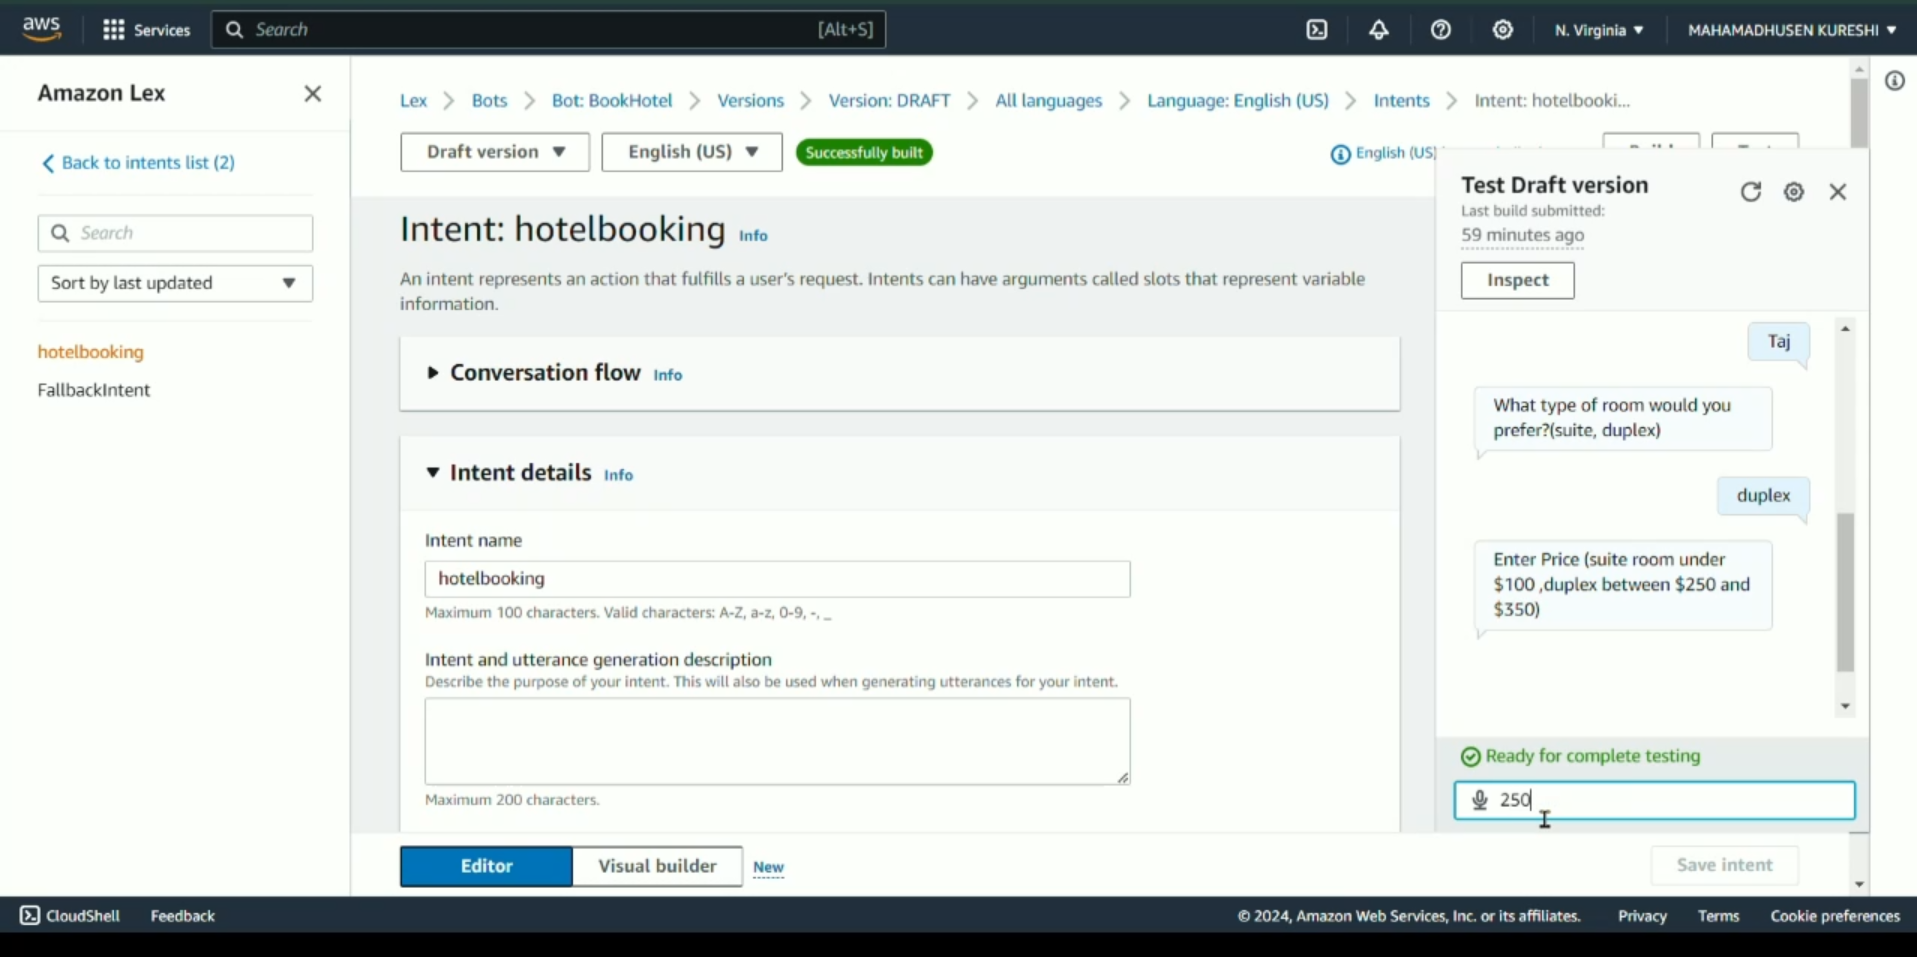 aws
Services
Search
[Alt+S]
N. Virginia
MAHAMADHUSEN KURESHI
Amazon Lex
Back to intents list (2)
Search
Sort by last updated
hotelbooking
FallbackIntent
Lex
Bots
Bot: BookHotel
Versions
Version: DRAFT
All languages
Language: English (US)
Intents
Intent: hotelbooki...
Draft version
English (US)
Successfully built
English (US)
Intent: hotelbooking Info
An intent represents an action that fulfills a user's request. Intents can have arguments called slots that represent variable
information.
Conversation flow Info
Intent details Info
Intent name
hotelbooking
Maximum 100 characters. Valid characters: A-Z, a-z, 0-9, -, _
Intent and utterance generation description
Describe the purpose of your intent. This will also be used when generating utterances for your intent.
Maximum 200 characters.
Editor
Visual builder
New
Test Draft version
Last build submitted:
59 minutes ago
Inspect
Taj
What type of room would you
prefer?(suite, duplex)
duplex
Enter Price (suite room under
$100 ,duplex between $250 and
$350)
Ready for complete testing
250
Save intent
CloudShell
Feedback
© 2024, Amazon Web Services, Inc. or its affiliates.
Privacy
Terms
Cookie preferences